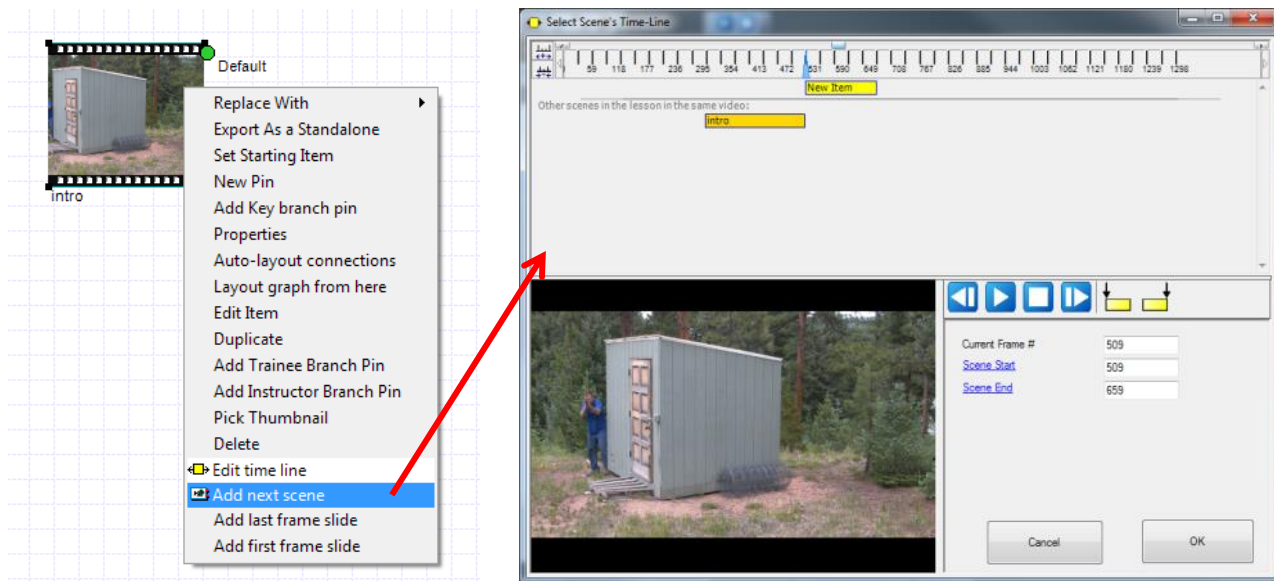 Default
intro
Replace With
Export As a Standalone
Set Starting Item
New Pin
Add Key branch pin
Properties
Auto-layout connections
Layout graph from here
Edit Item
Duplicate
Add Trainee Branch Pin
Add Instructor Branch Pin
Pick Thumbnail
Delete
Edit time line
Add next scene
Add last frame slide
Add first frame slide
Select Scene's Time-Line
59 118 177 236 295 354 413 472 531 590 649 708 767 826 885 944 1003 1062 1121 1180 1239 1298
New Item
Other scenes in the lesson in the same video:
intro
Current Frame # 509
Scene Start 509
Scene End 659
Cancel OK